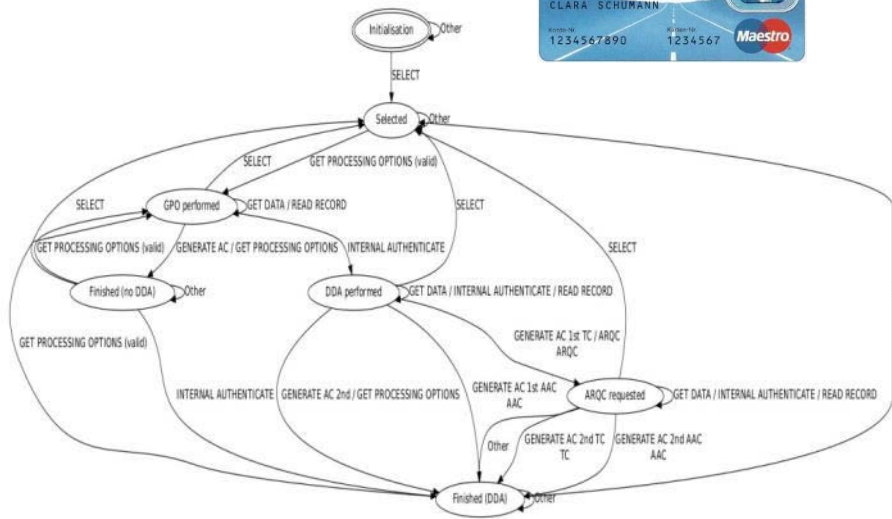 CLARA SCHUMANN
Konto-Nr.
Karten-Nr.
1234567890 1234567 Maestro
Initialisation
Other
SELECT
Selected
Other
SELECT
GET PROCESSING OPTIONS (valid)
SELECT
GPO performed
GET DATA / READ RECORD
SELECT
GET PROCESSING OPTIONS (valid)
GENERATE AC / GET PROCESSING OPTIONS
INTERNAL AUTHENTICATE
SELECT
Finished (no DDA)
Other
DDA performed
GET DATA / INTERNAL AUTHENTICATE / READ RECORD
GET PROCESSING OPTIONS (valid)
GENERATE AC 1st TC / ARQC
ARQC
INTERNAL AUTHENTICATE
GENERATE AC 2nd / GET PROCESSING OPTIONS
GENERATE AC 1st AAC
AAC
ARQC requested
GET DATA / INTERNAL AUTHENTICATE / READ RECORD
Other
GENERATE AC 2nd TC
TC
GENERATE AC 2nd AAC
AAC
Finished (DDA)
Other